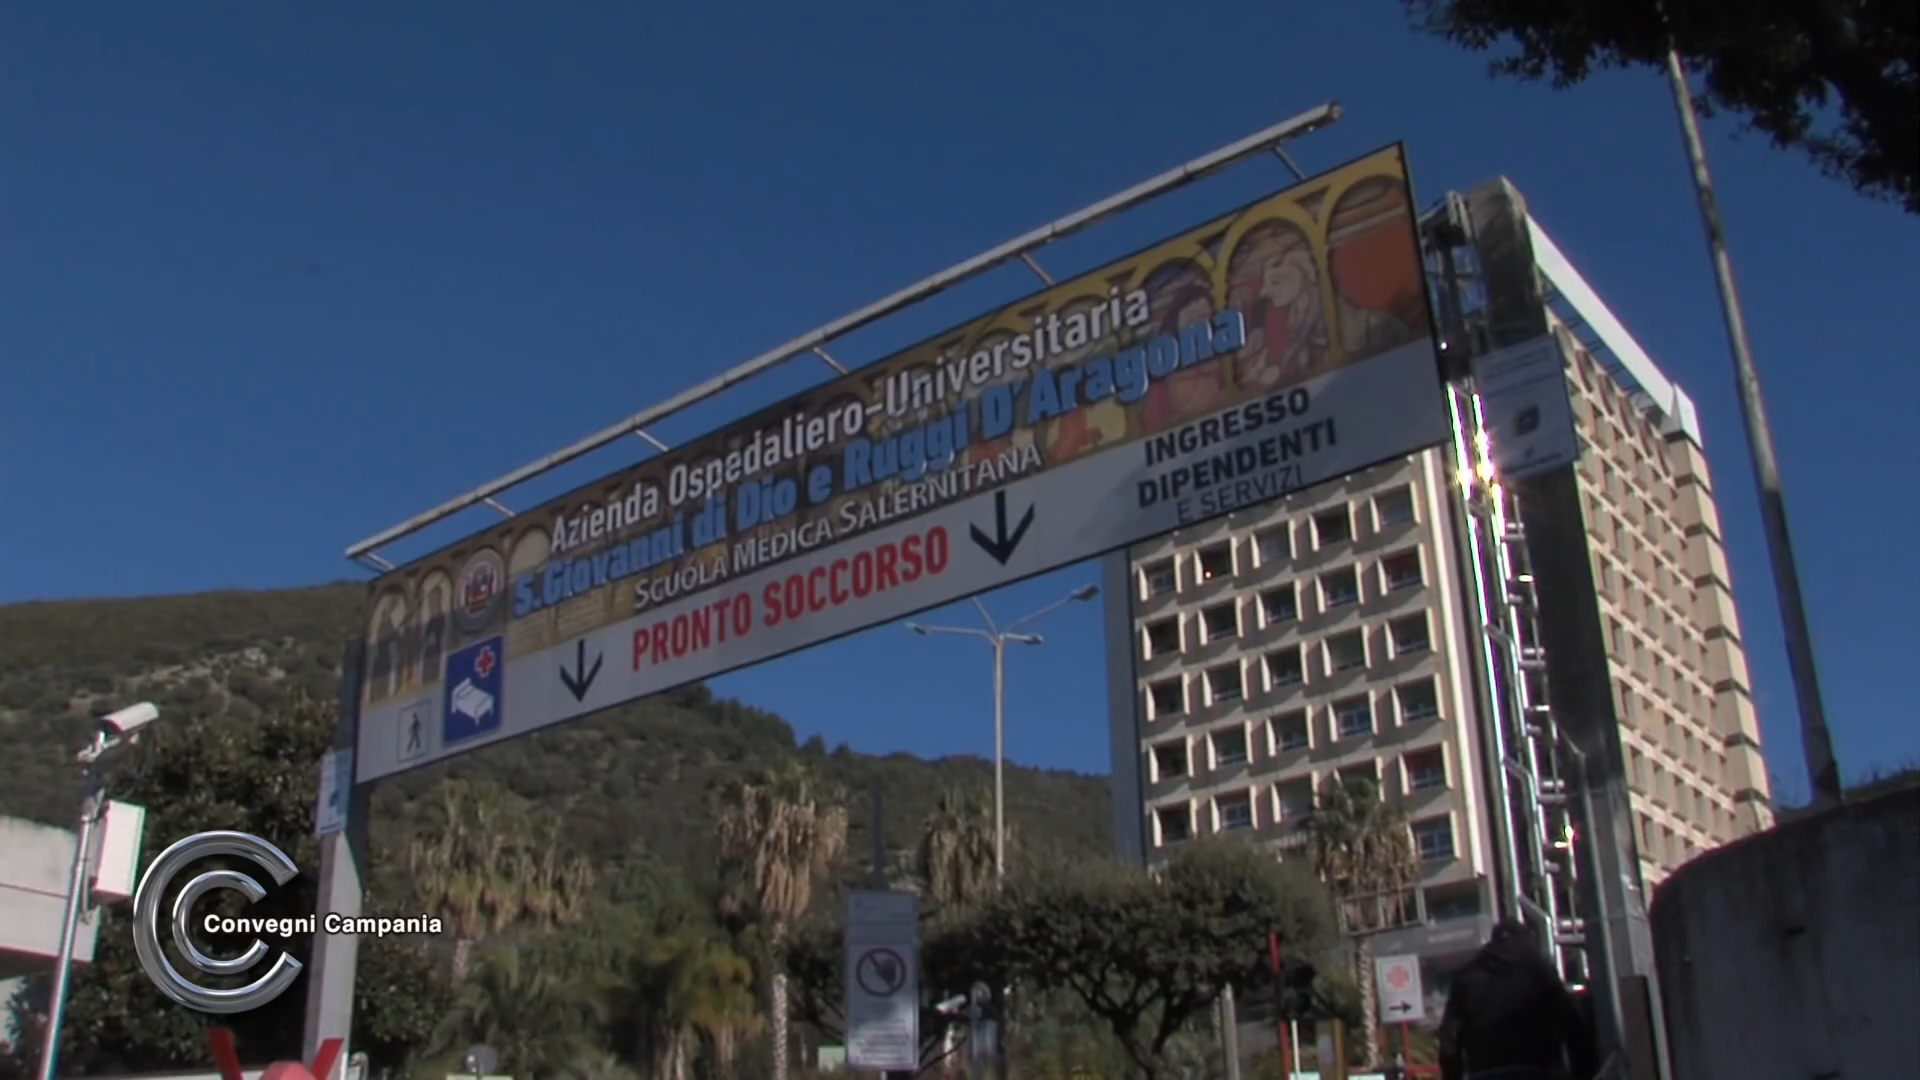 Azienda Ospedaliero-Universitaria
S.Giovanni di Dio e Ruggi D'Aragona
SCUOLA MEDICA SALERNITANA
PRONTO SOCCORSO
INGRESSO
DIPENDENTI
E SERVIZI
Convegni Campania